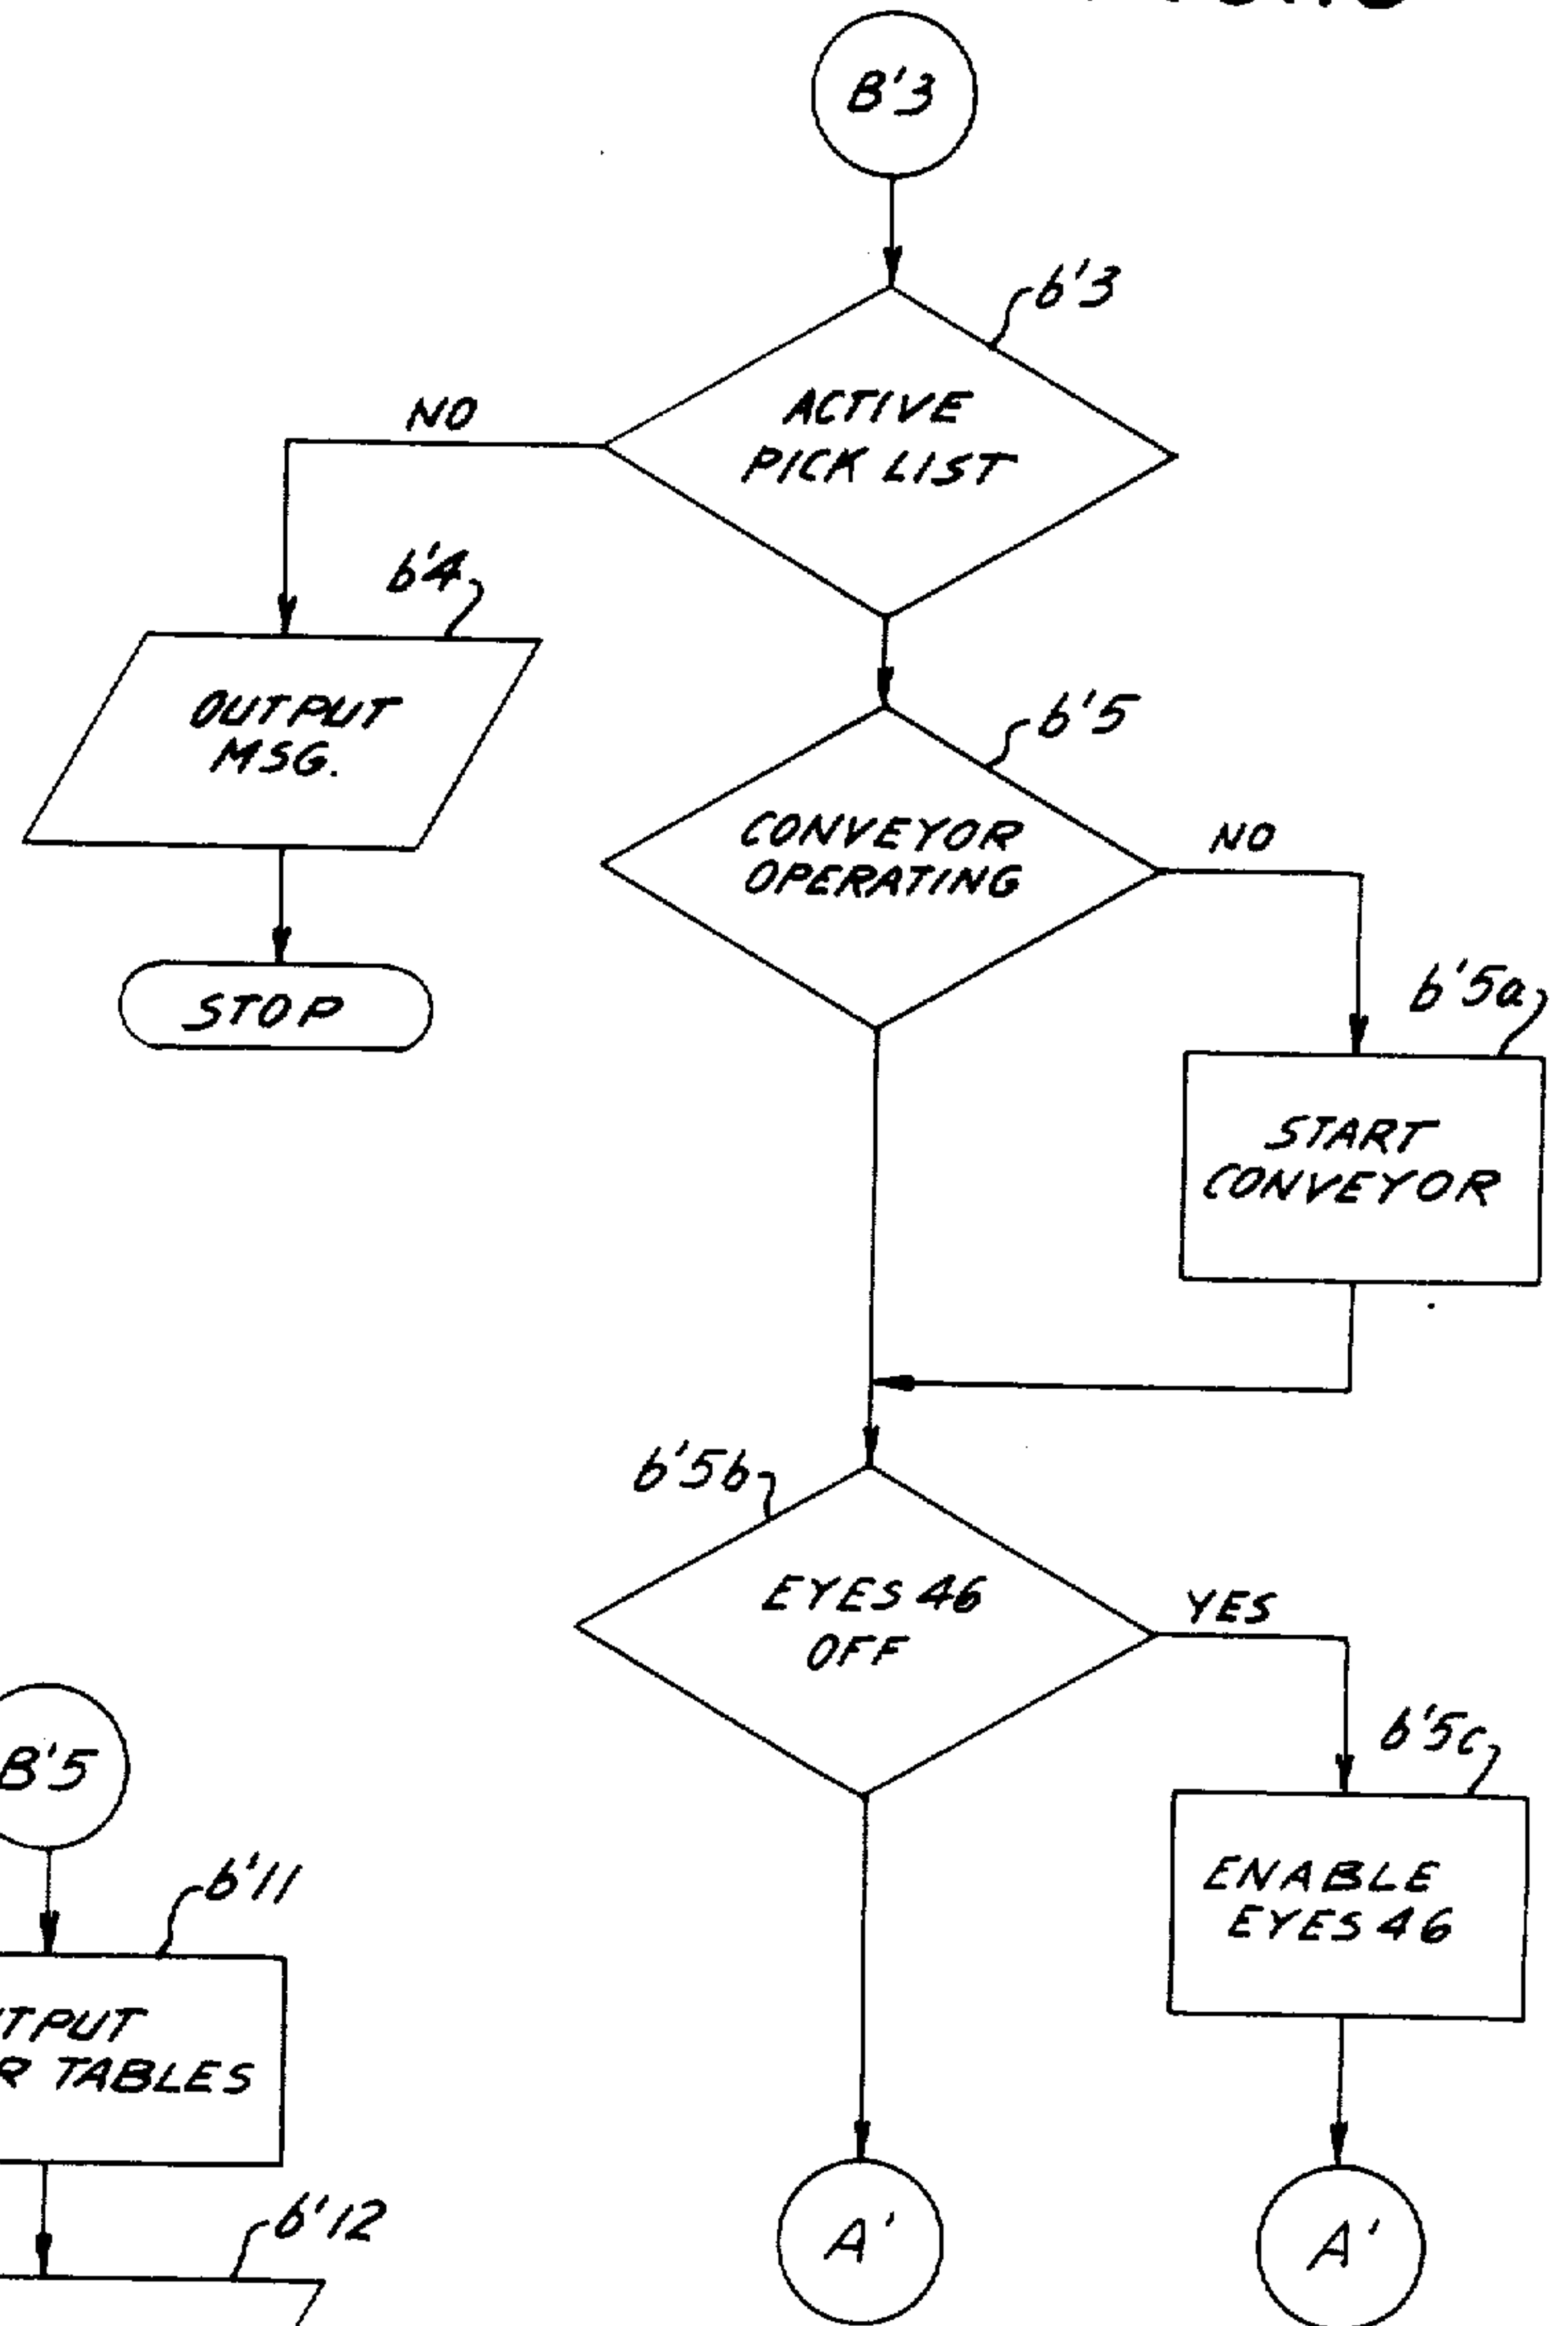 B'3
b'3
ACTIVE
PICK LIST
NO
b'4
OUTPUT
MSG.
STOP
b'5
CONVEYOR
OPERATING
NO
b'5a
START
CONVEYOR
b'5b
EYES 46
OFF
YES
b'5c
ENABLE
EYES 46
A'
A'
B'5
b'11
TPUT
R TABLES
b'12